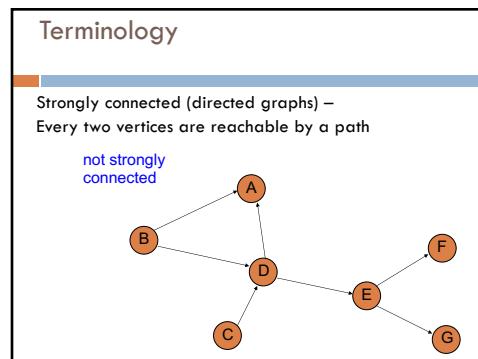 Terminology
Strongly connected (directed graphs) –
Every two vertices are reachable by a path
not strongly
connected
A
B
F
D
E
C
G